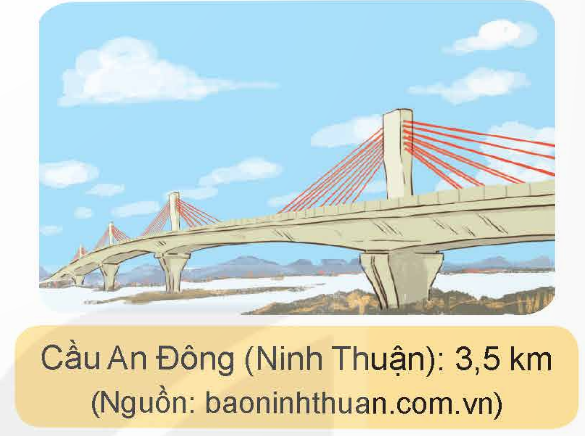 Cầu An Đông (Ninh Thuận): 3,5 km
(Nguồn: baoninhthuan.com.vn)